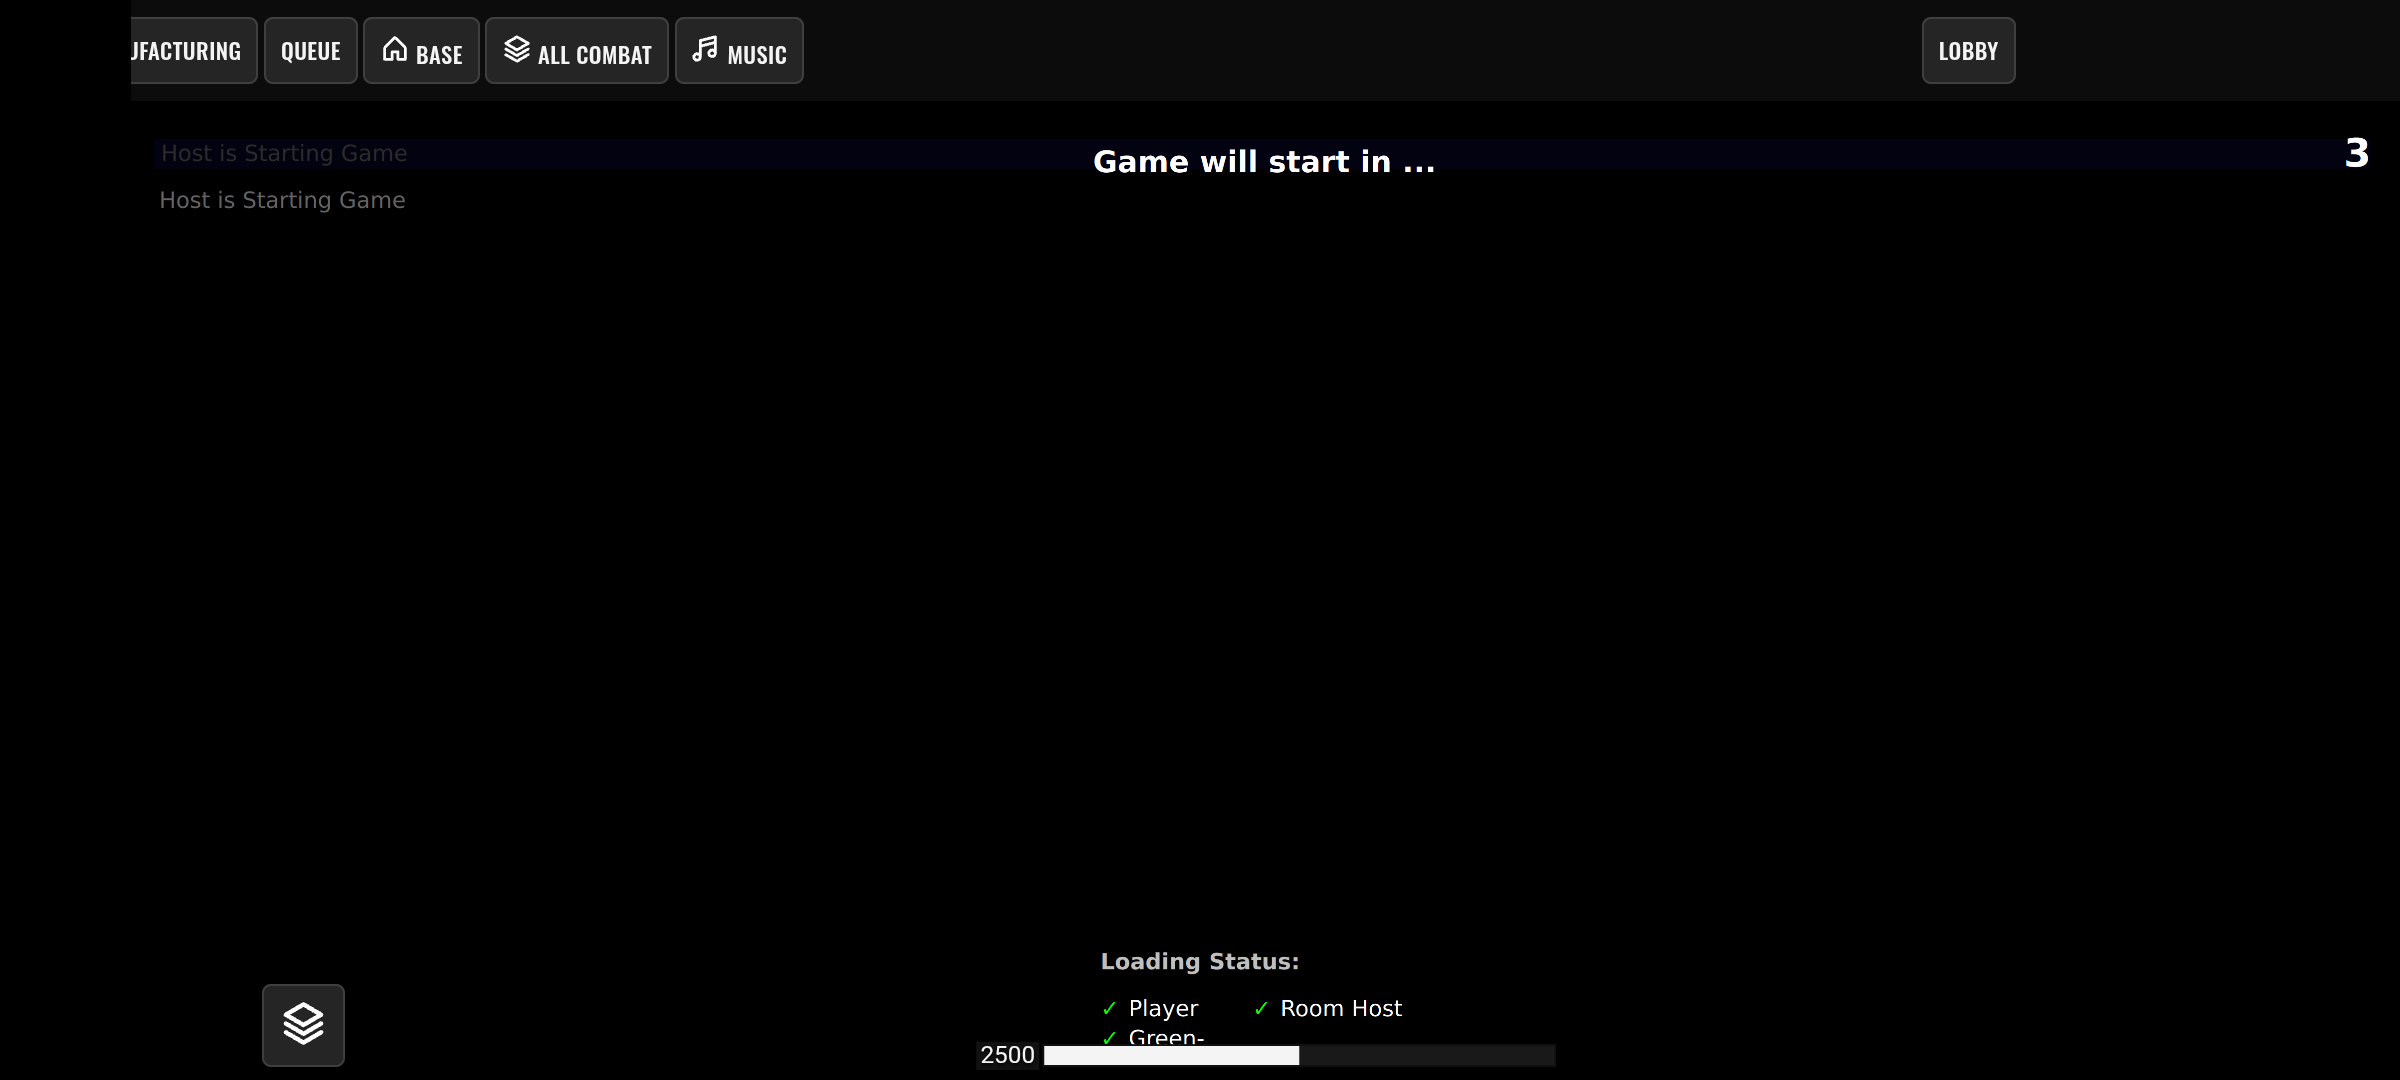 UFACTURING QUEUE BASE ALL COMBAT MUSIC LOBBY
Host is Starting Game
Game will start in ...
3
Host is Starting Game
Loading Status:
✓ Player ✓ Room Host
✓ Green-
2500